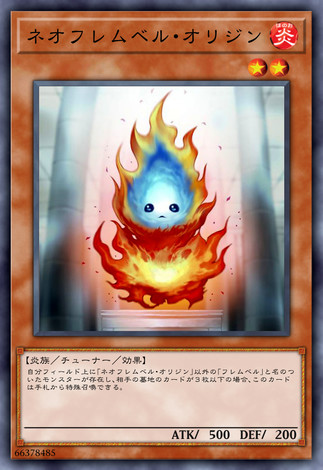 ネオフレムベル・オリジン
炎
【炎族／チューナー／効果】
自分フィールド上に「ネオフレムベル・オリジン」以外の「フレムベル」と名のつ
いたモンスターが存在し、相手の墓地のカードが３枚以下の場合、このカード
は手札から特殊召喚できる。
ATK/ 500 DEF/ 200
66378485